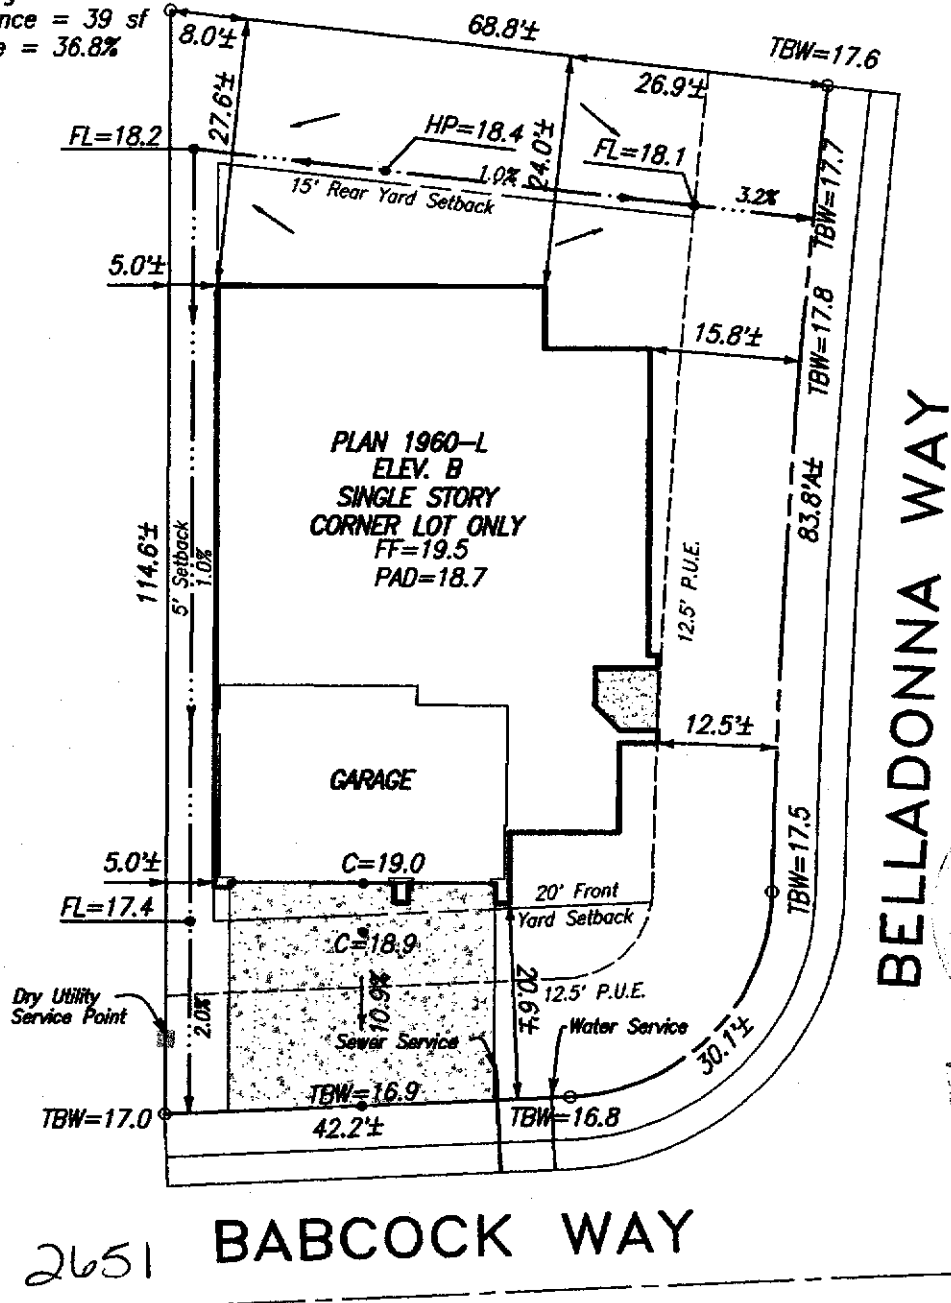 nce = 39 sf
e = 36.8%
8.0'±
68.8'±
26.9'±
TBW=17.6
27.6'±
FL=18.2
HP=18.4
24.0'±
FL=18.1
TBW=17.7
1.0%
3.2%
15' Rear Yard Setback
5.0'±
15.8'±
TBW=17.8
PLAN 1960-L
ELEV. B
SINGLE STORY
CORNER LOT ONLY
FF=19.5
PAD=18.7
114.6'±
5' Setback
1.0%
12.5' P.U.E.
83.8'A±
BELLADONNA WAY
12.5'±
GARAGE
5.0'±
C=19.0
TBW=17.5
FL=17.4
20' Front
Yard Setback
C=18.9
Dry Utility
Service Point
2.0%
10.9%
20.6'±
12.5' P.U.E.
Sewer Service
Water Service
30.1'±
TBW=17.0
TBW=16.9
TBW=16.8
42.2'±
BABCOCK WAY
2651